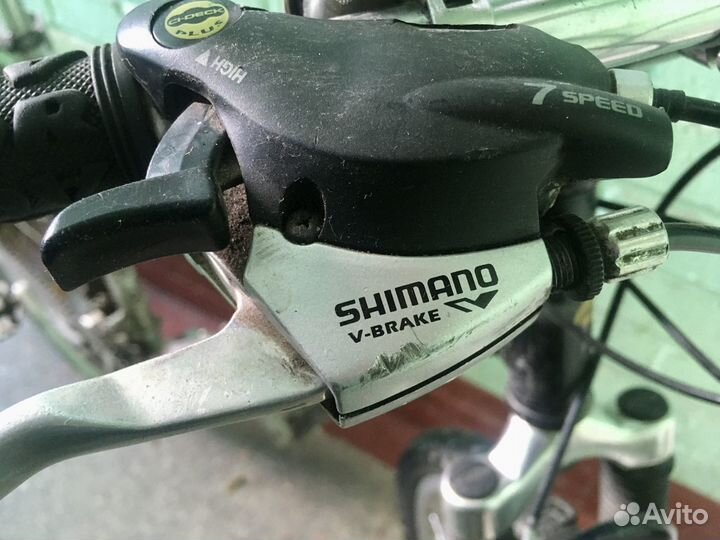 CI-DECK
PLUS
HIGH
7 SPEED
SHIMANO
V-BRAKE
Avito